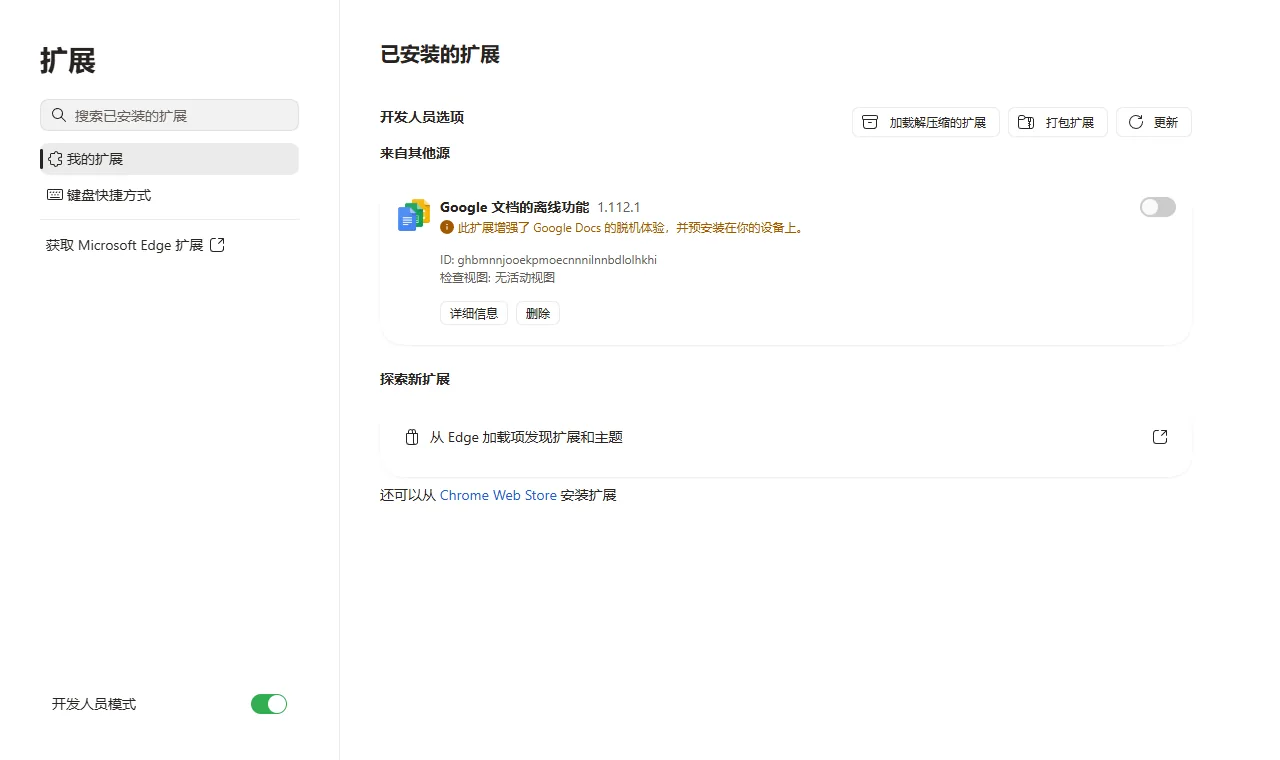 扩展
搜索已安装的扩展
我的扩展
键盘快捷方式
获取 Microsoft Edge 扩展
开发人员模式
已安装的扩展
开发人员选项
加载解压缩的扩展
打包扩展
更新
来自其他源
Google 文档的离线功能 1.112.1
此扩展增强了 Google Docs 的脱机体验，并预安装在你的设备上。
ID: ghbmnnjooekpmoecnnnilnnbdlolhkhi
检查视图: 无活动视图
详细信息
删除
探索新扩展
从 Edge 加载项发现扩展和主题
还可以从 Chrome Web Store 安装扩展